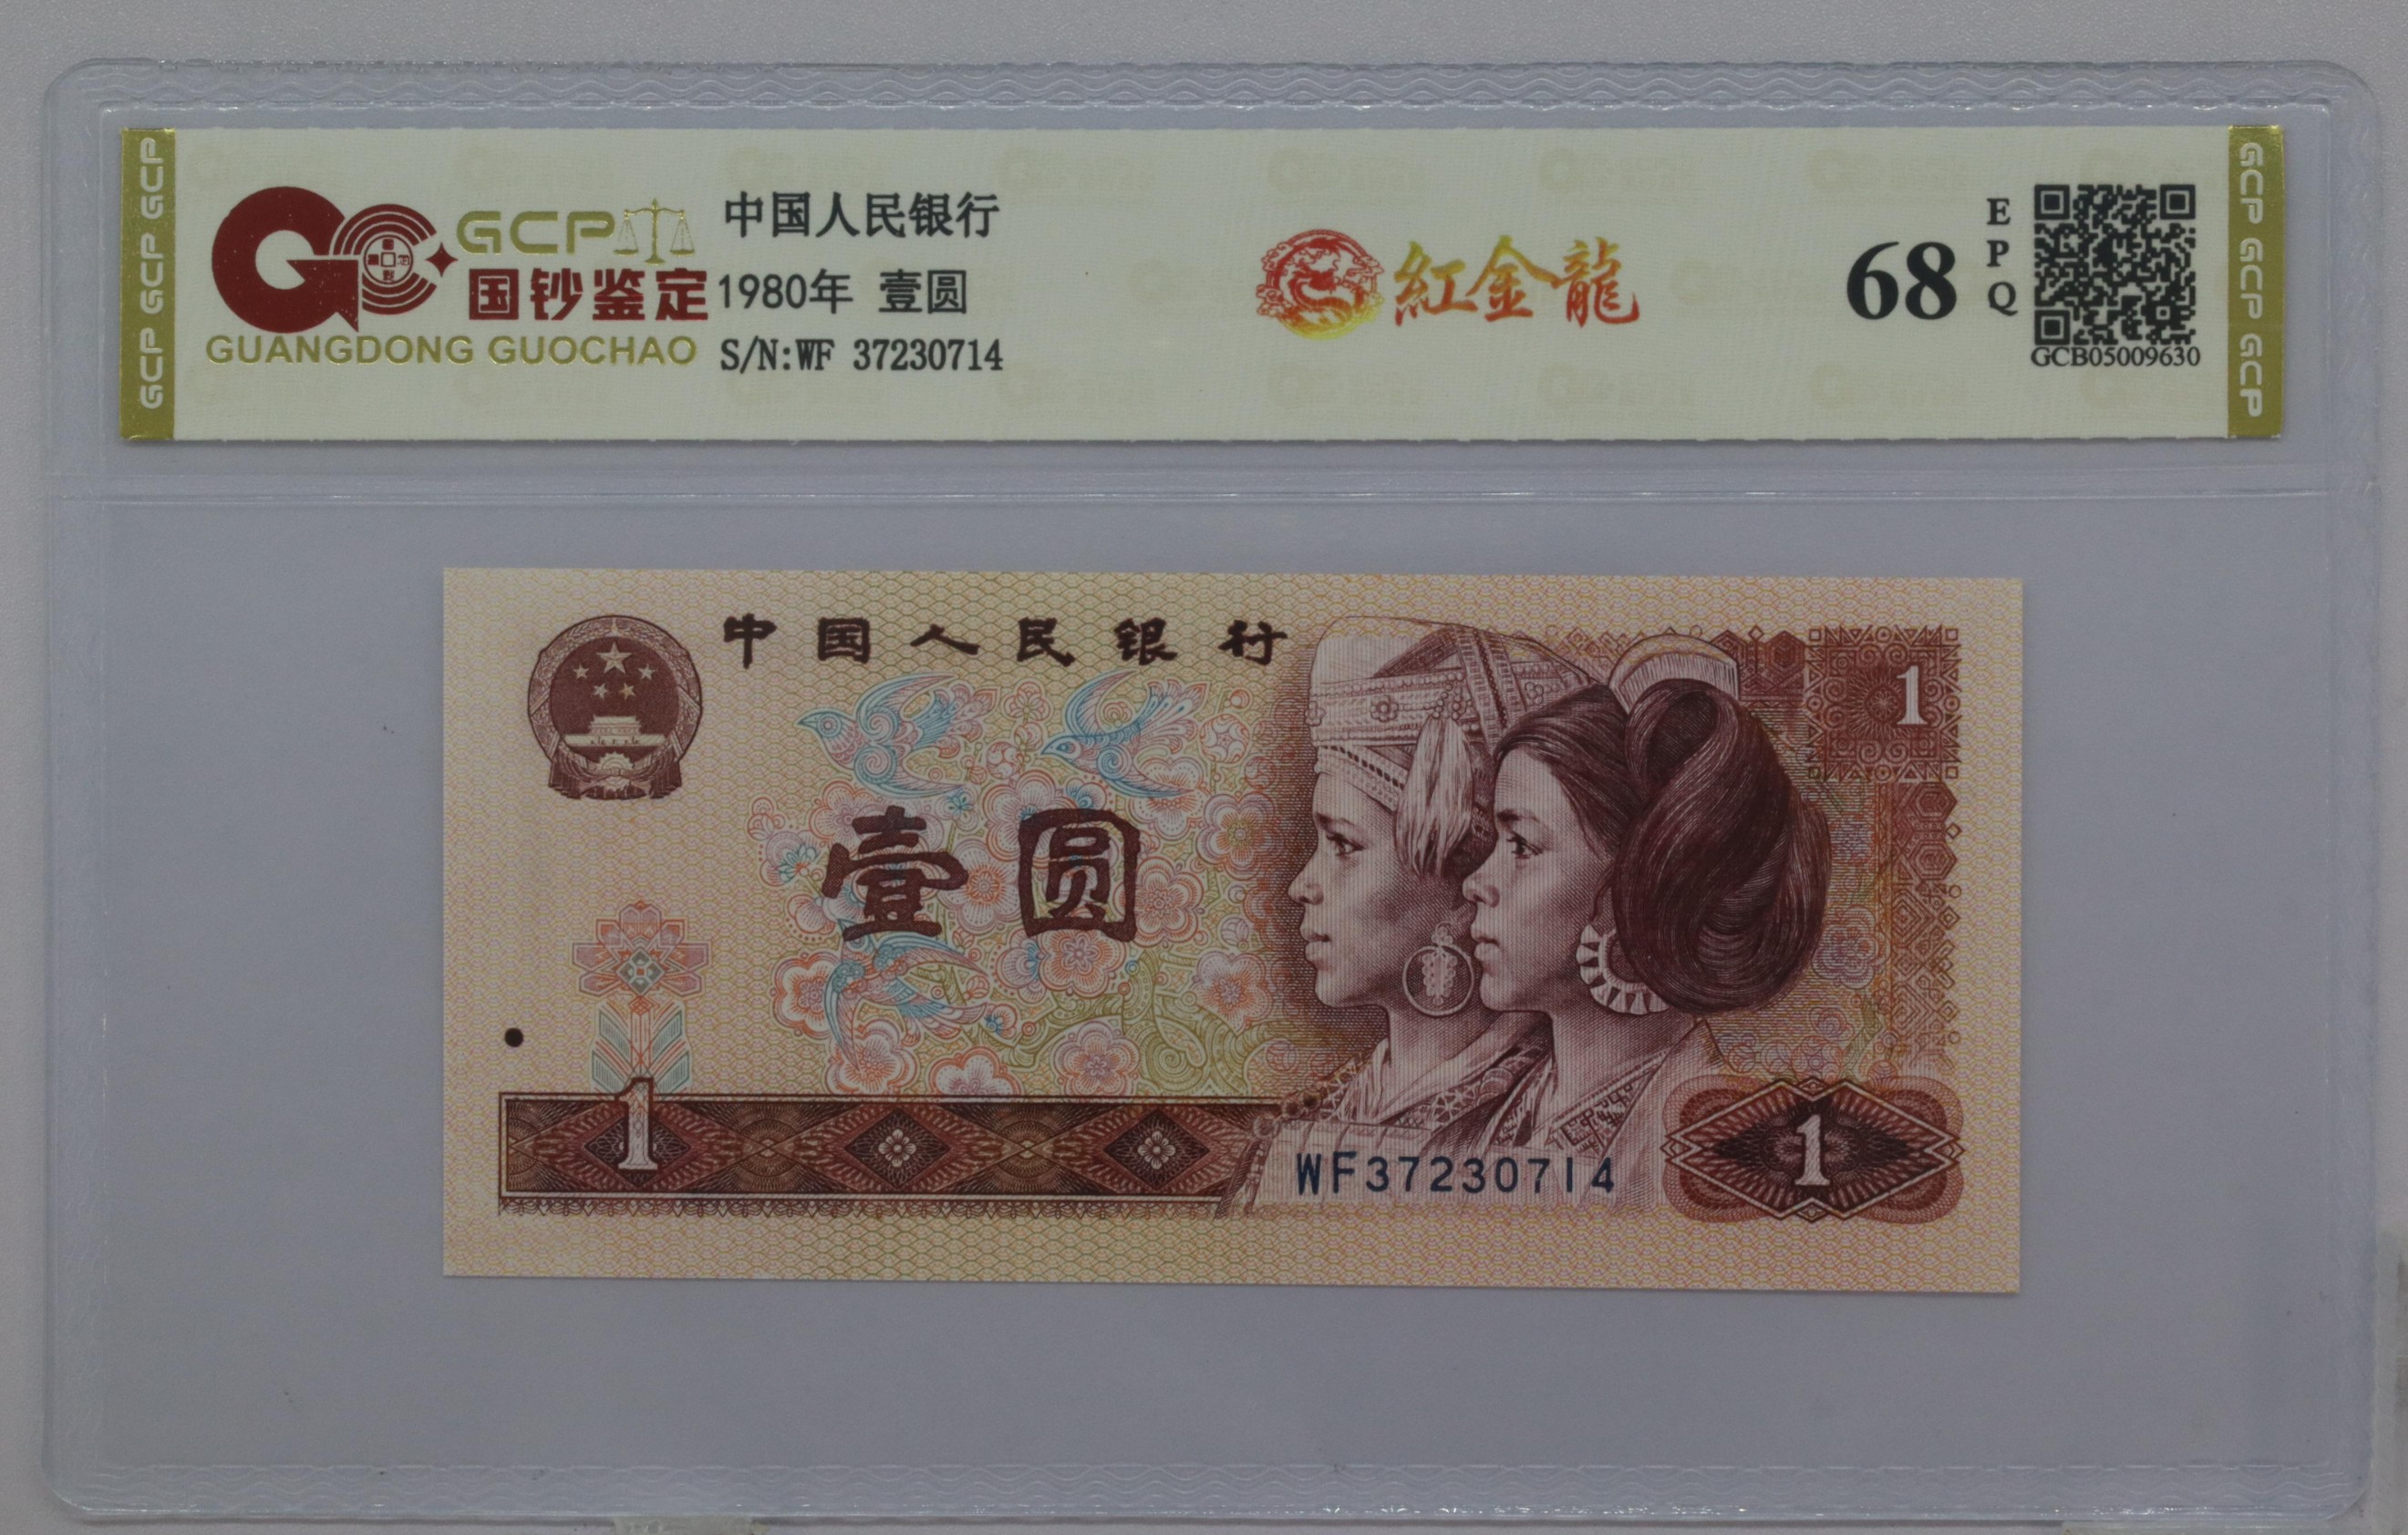 GCP GCP GCP
GCP
国钞鉴定
GUANGDONG GUOCHAO
中国人民银行
1980年 壹圆
S/N:WF 37230714
紅金龍
68
EPQ
GCB05009630
GCP GCP GCP
中国人民银行
1
壹圆
1
WF37230714
1